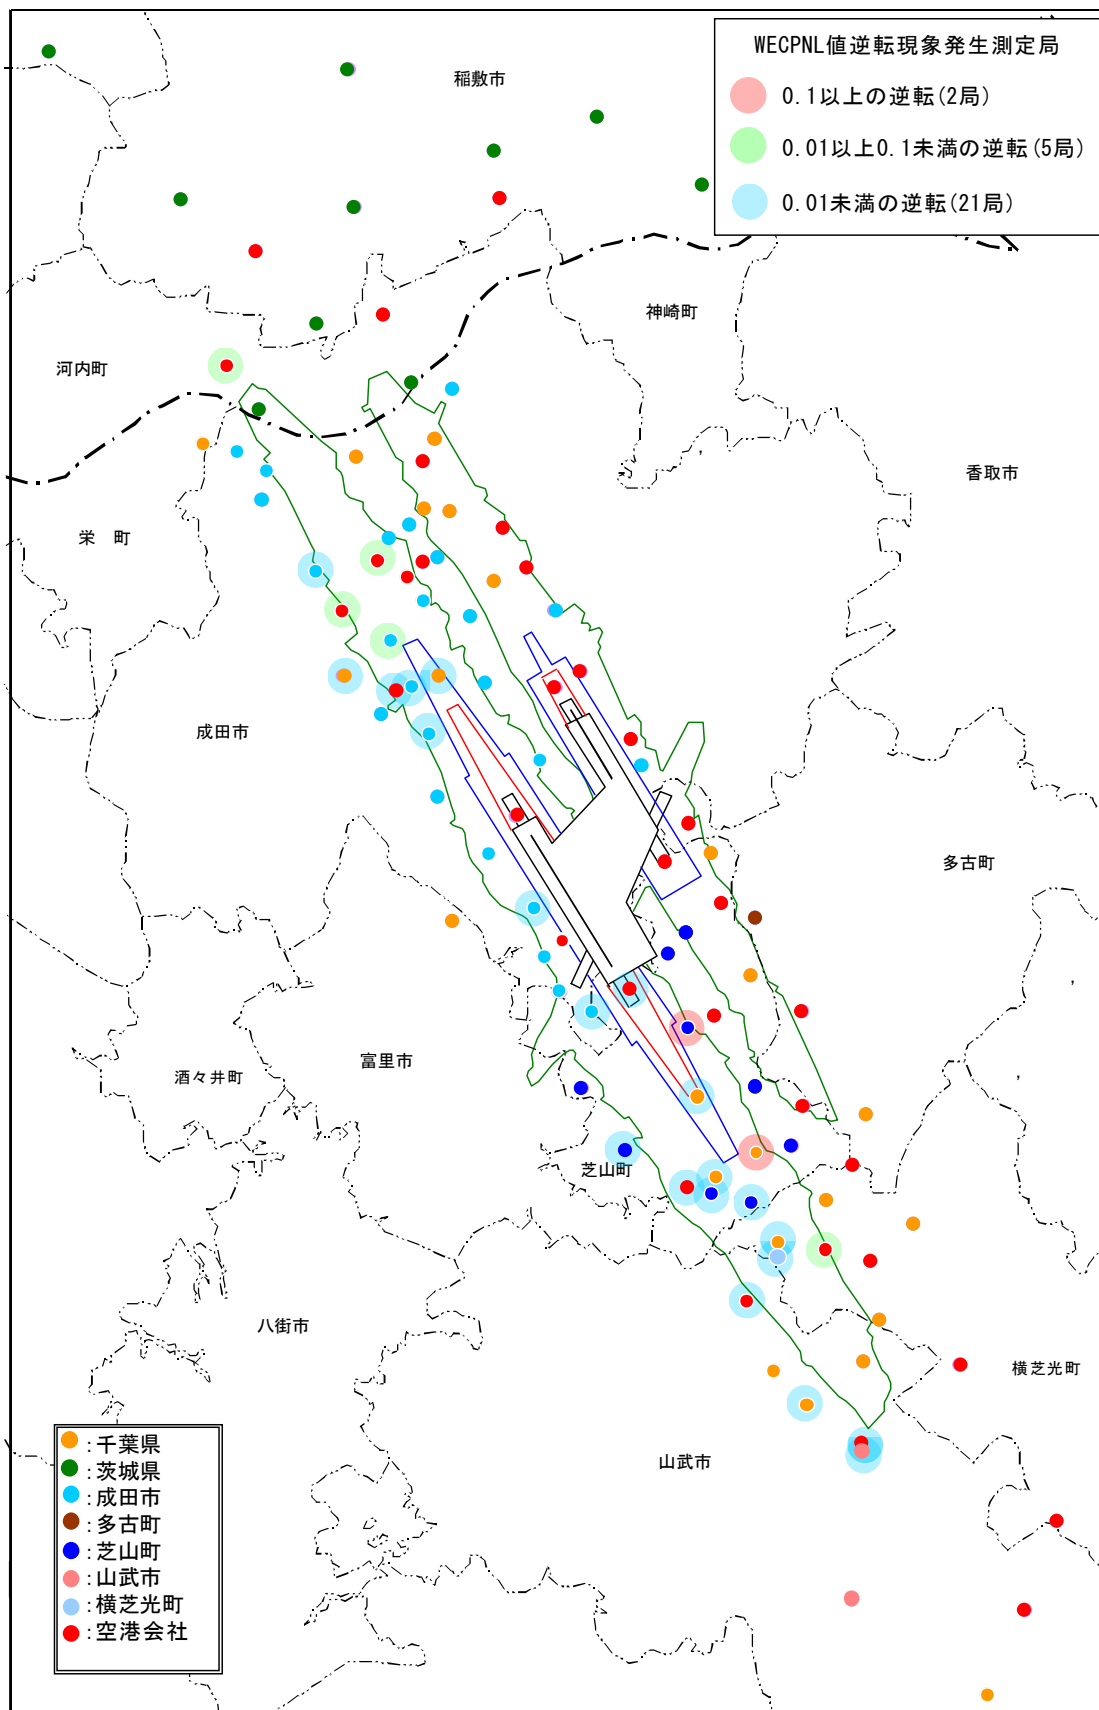 WECPNL値逆転現象発生測定局
0.1以上の逆転(2局)
0.01以上0.1未満の逆転(5局)
0.01未満の逆転(21局)
稲敷市
神崎町
河内町
香取市
栄　町
成田市
多古町
富里市
酒々井町
芝山町
八街市
横芝光町
山武市
:千葉県
:茨城県
:成田市
:多古町
:芝山町
:山武市
:横芝光町
:空港会社